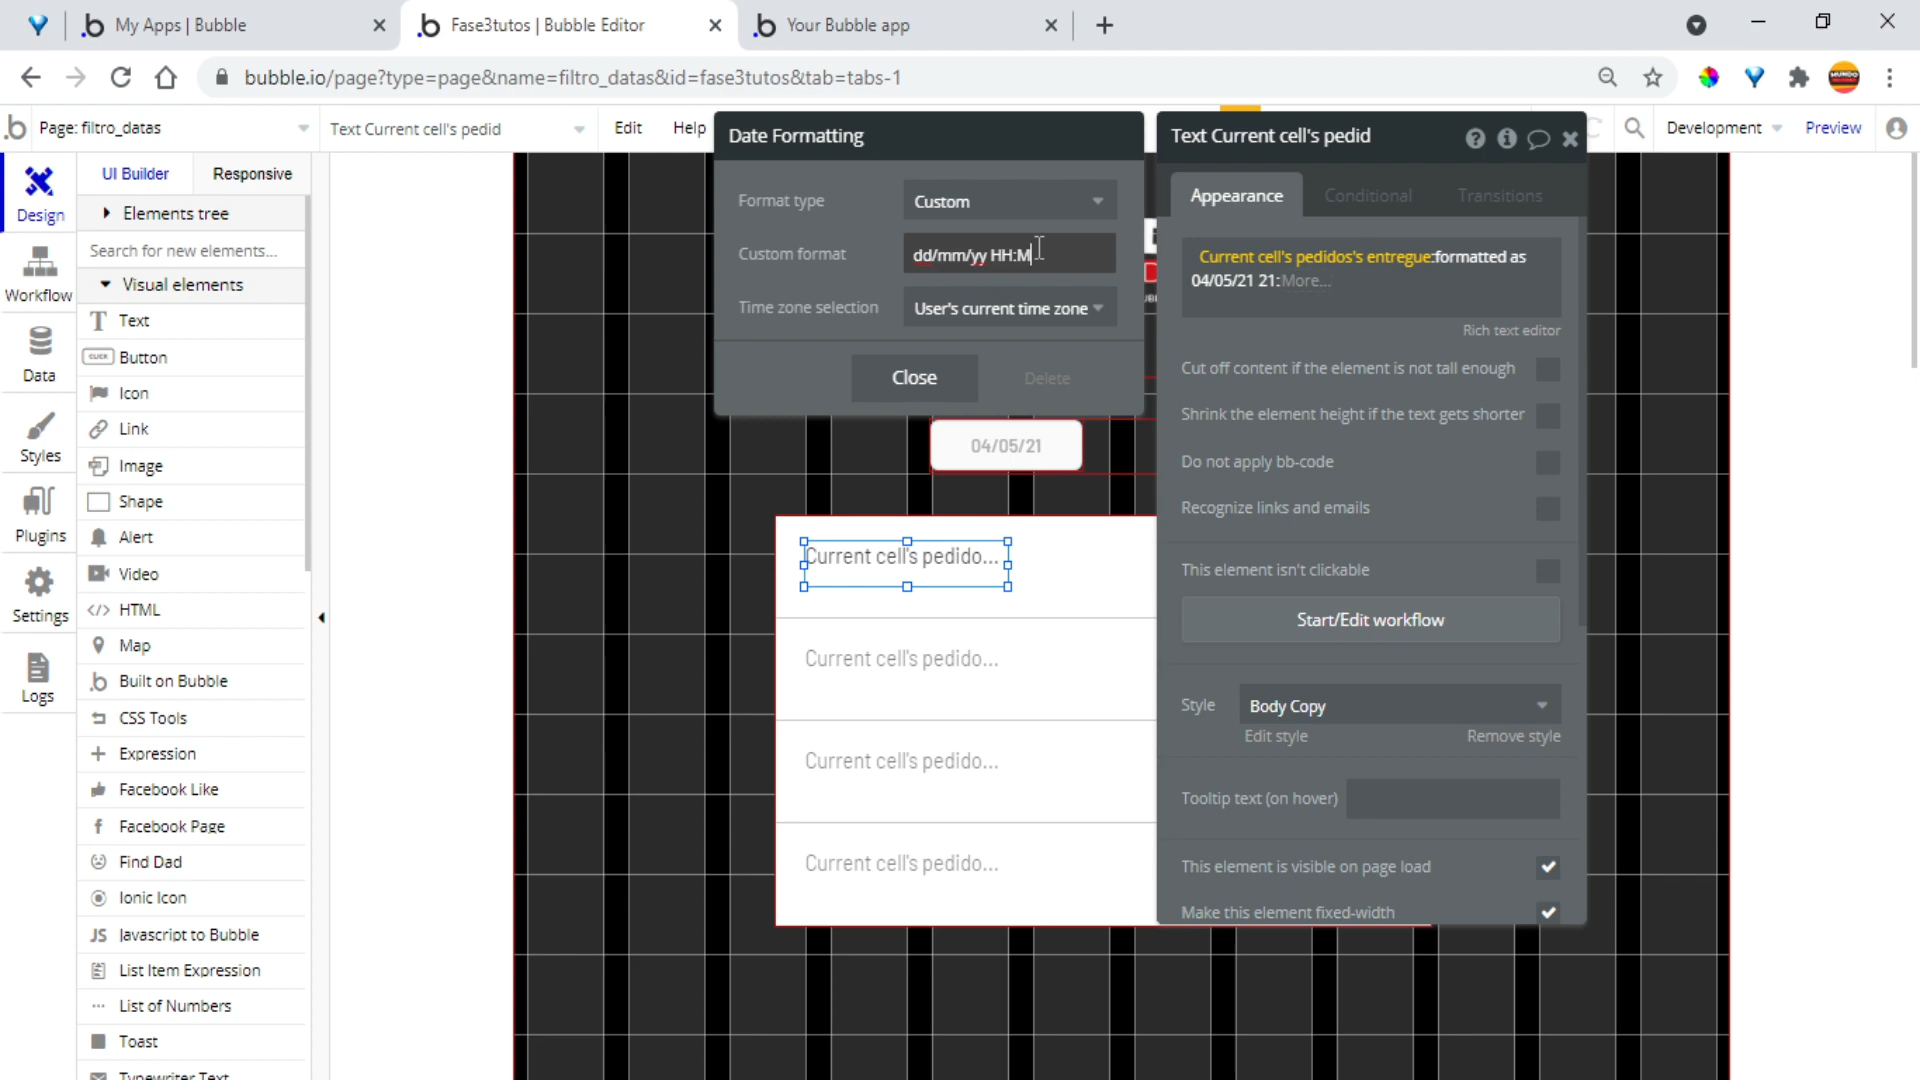 My Apps | Bubble
Fase3tutos | Bubble Editor
Your Bubble app
bubble.io/page?type=page&name=filtro_datas&id=fase3tutos&tab=tabs-1
Page: filtro_datas
Text Current cell's pedid
Edit
Help
Development
Preview
Design
Workflow
Data
Styles
Plugins
Settings
Logs
UI Builder
Responsive
Elements tree
Search for new elements...
Visual elements
Text
CLICK Button
Icon
Link
Image
Shape
Alert
Video
HTML
Map
Built on Bubble
CSS Tools
Expression
Facebook Like
Facebook Page
Find Dad
Ionic Icon
JS Javascript to Bubble
List Item Expression
List of Numbers
Toast
Typewriter Text
Date Formatting
Format type
Custom
Custom format
dd/mm/yy HH:M
Time zone selection
User's current time zone
Close
Delete
04/05/21
Current cell's pedido...
Current cell's pedido...
Current cell's pedido...
Current cell's pedido...
Text Current cell's pedid
Appearance
Conditional
Transitions
Current cell's pedidos's entregue:formatted as
04/05/21 21:More...
Rich text editor
Cut off content if the element is not tall enough
Shrink the element height if the text gets shorter
Do not apply bb-code
Recognize links and emails
This element isn't clickable
Start/Edit workflow
Style
Body Copy
Edit style
Remove style
Tooltip text (on hover)
This element is visible on page load
Make this element fixed-width